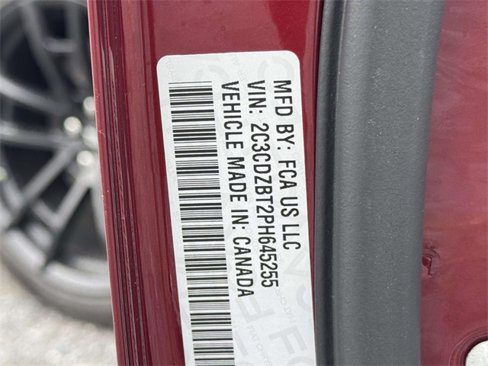 MFD BY: FCA US LLC
VIN: 2C3CDZBT2PH645255
VEHICLE MADE IN: CANADA